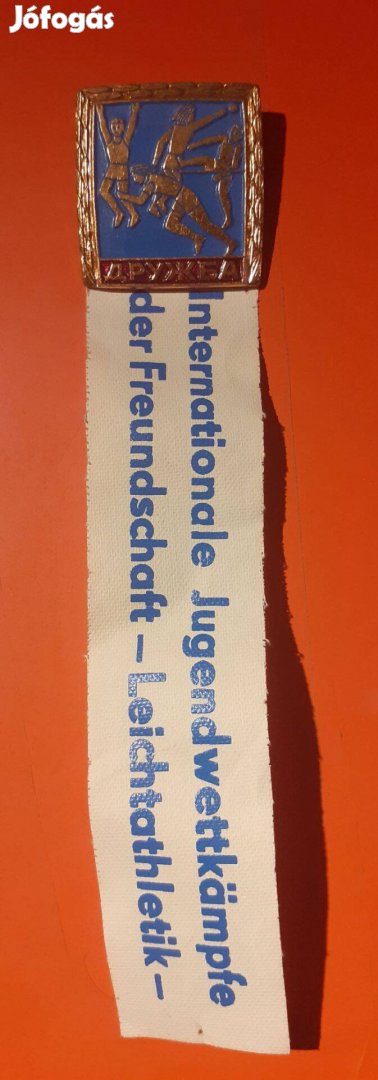 Jófogás
ДРУЖБА
Internationale Jugendwettkämpfe
der Freundschaft – Leichtathletik –